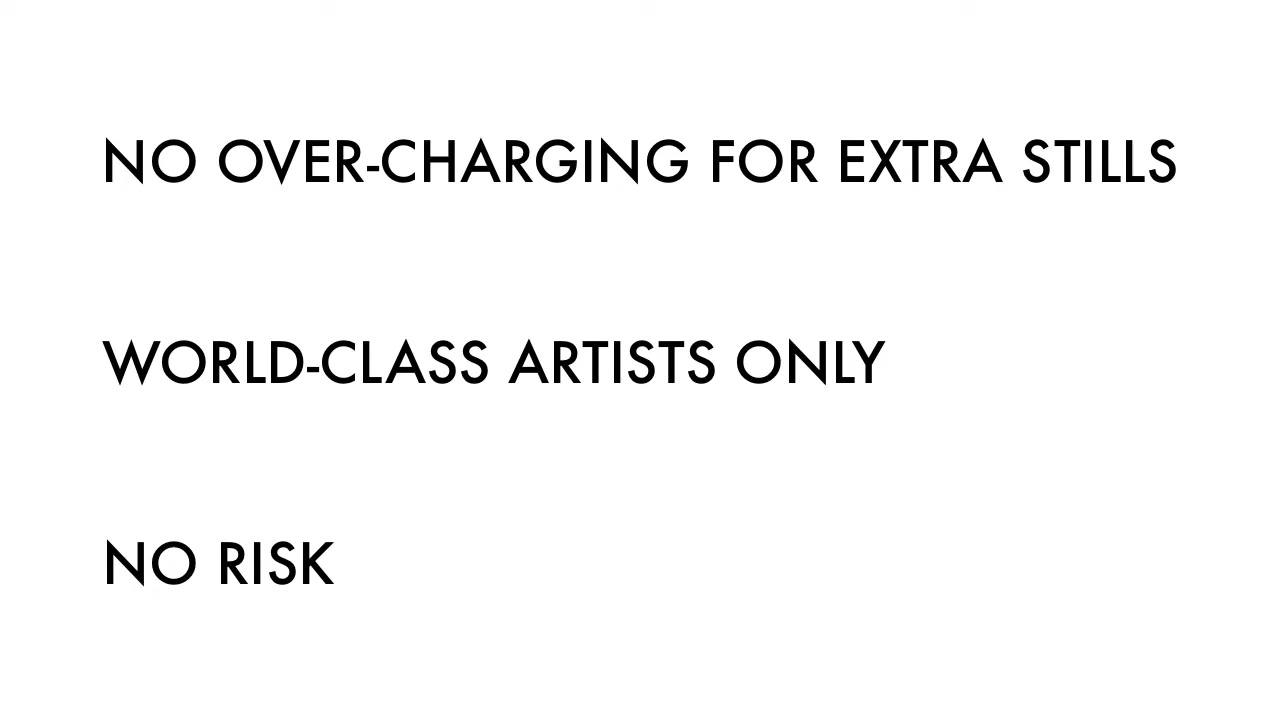 NO OVER-CHARGING FOR EXTRA STILLS
WORLD-CLASS ARTISTS ONLY
NO RISK